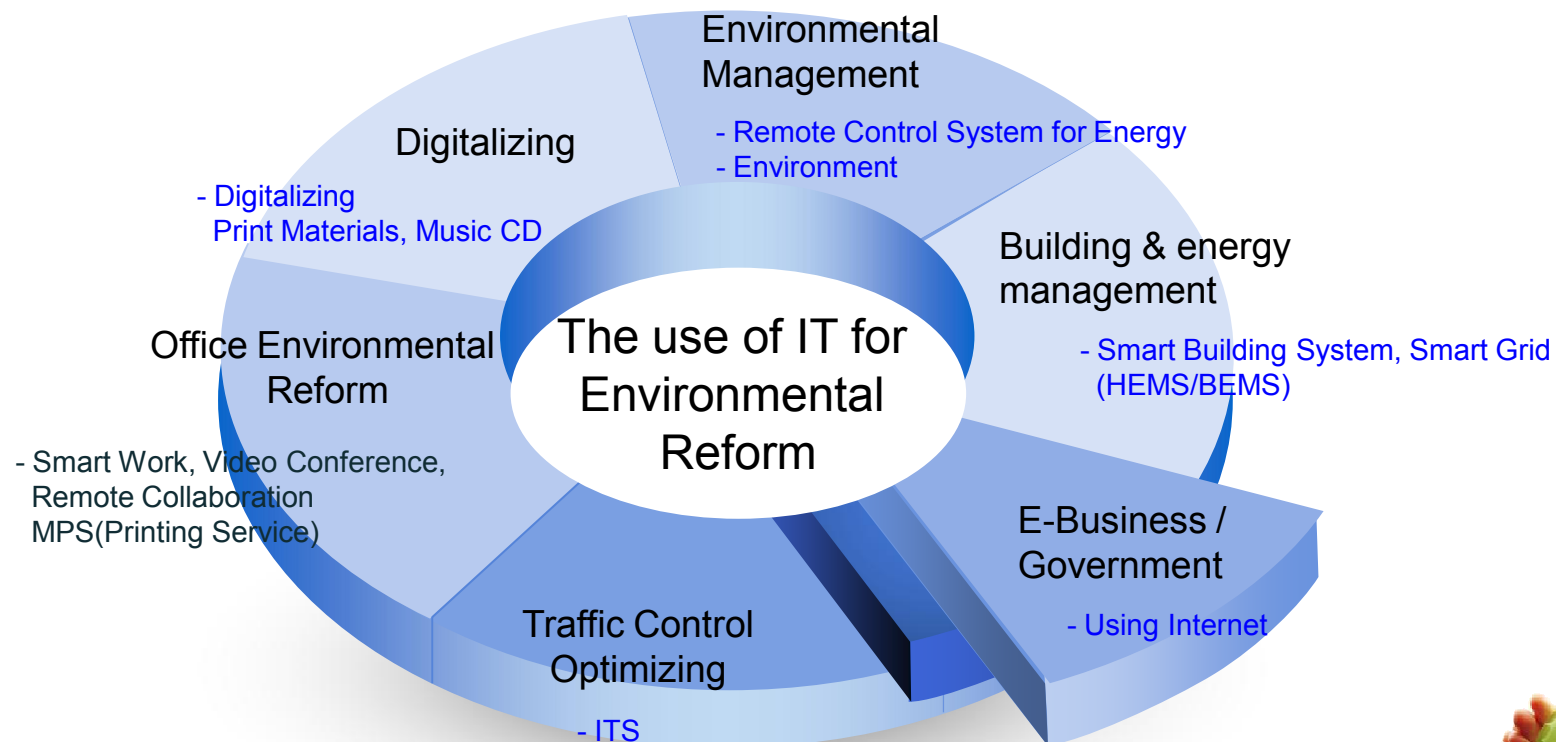 Environmental
Management
- Remote Control System for Energy
- Environment
Digitalizing
- Digitalizing
Print Materials, Music CD
Building & energy
management
- Smart Building System, Smart Grid
(HEMS/BEMS)
Office Environmental
Reform
- Smart Work, Video Conference,
Remote Collaboration
MPS(Printing Service)
The use of IT for
Environmental
Reform
E-Business /
Government
- Using Internet
Traffic Control
Optimizing
- ITS